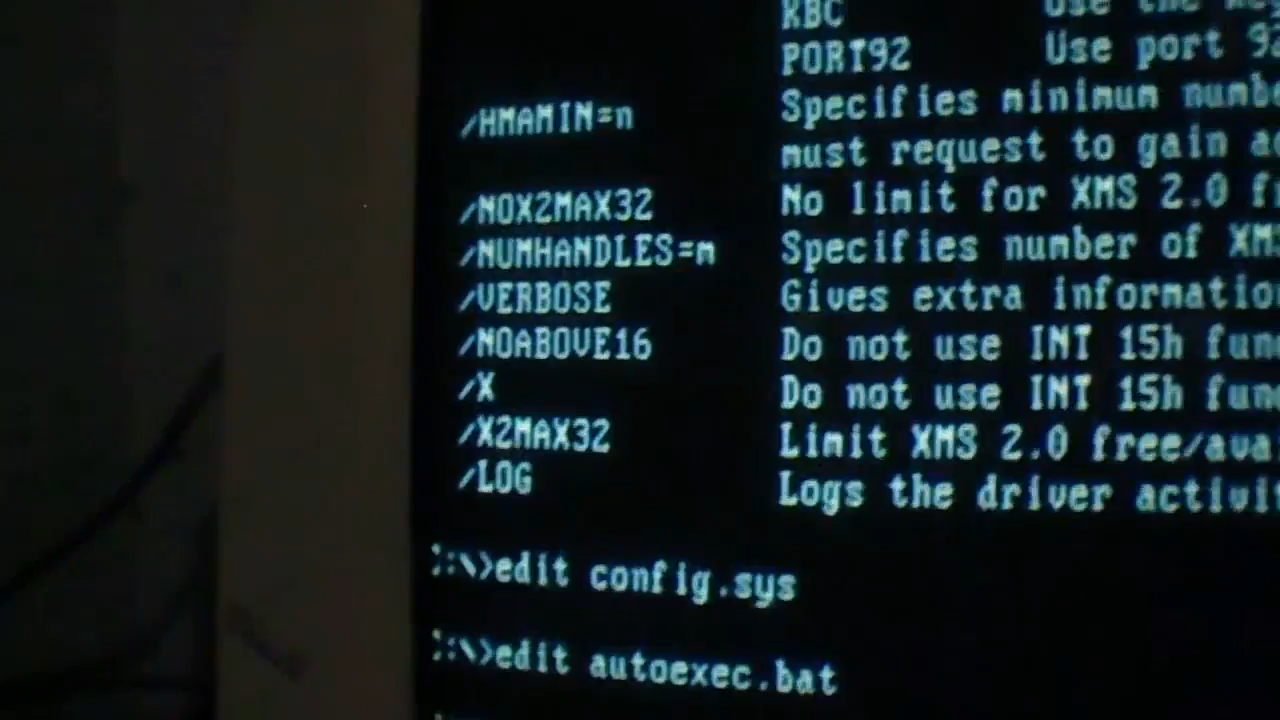 KBC Use the
PORT92 Use port
/HMAMIN=n Specifies minimum
must request to gain
/NOX2MAX32 No limit for XMS 2.0
/NUMHANDLES=m Specifies number of
/VERBOSE Gives extra
/NOABOVE16 Do not use INT 15h
/X Do not use INT 15h
/X2MAX32 Limit XMS 2.0
/LOG Logs the driver
:\>edit config.sys
:\>edit autoexec.bat